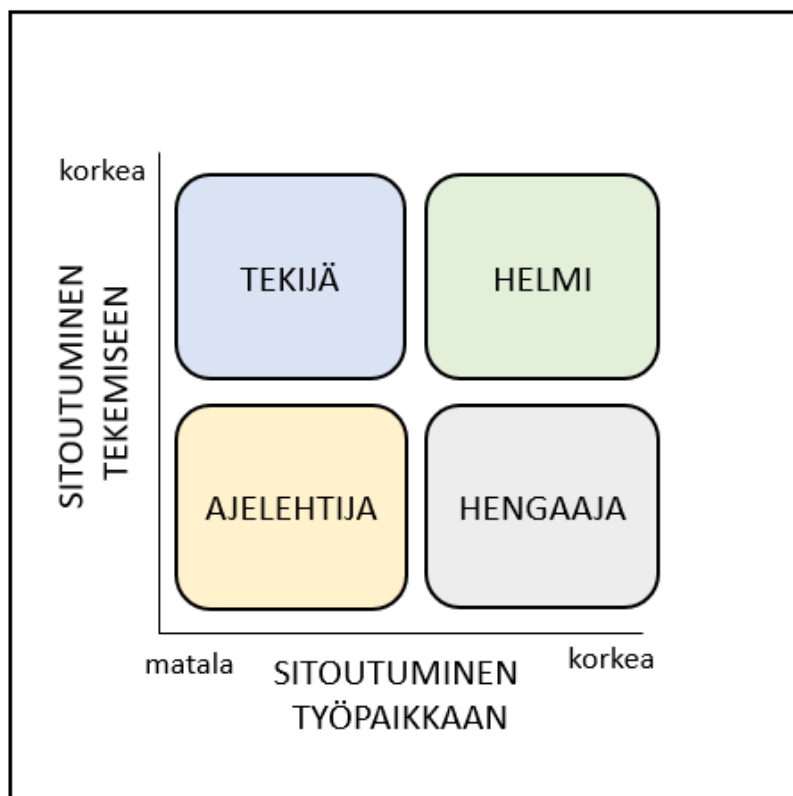 korkea
SITOUTUMINEN
TEKEMISEEN
TEKIJÄ
HELMI
AJELEHTIJA
HENGAAJA
matala
SITOUTUMINEN
TYÖPAIKKAAN
korkea